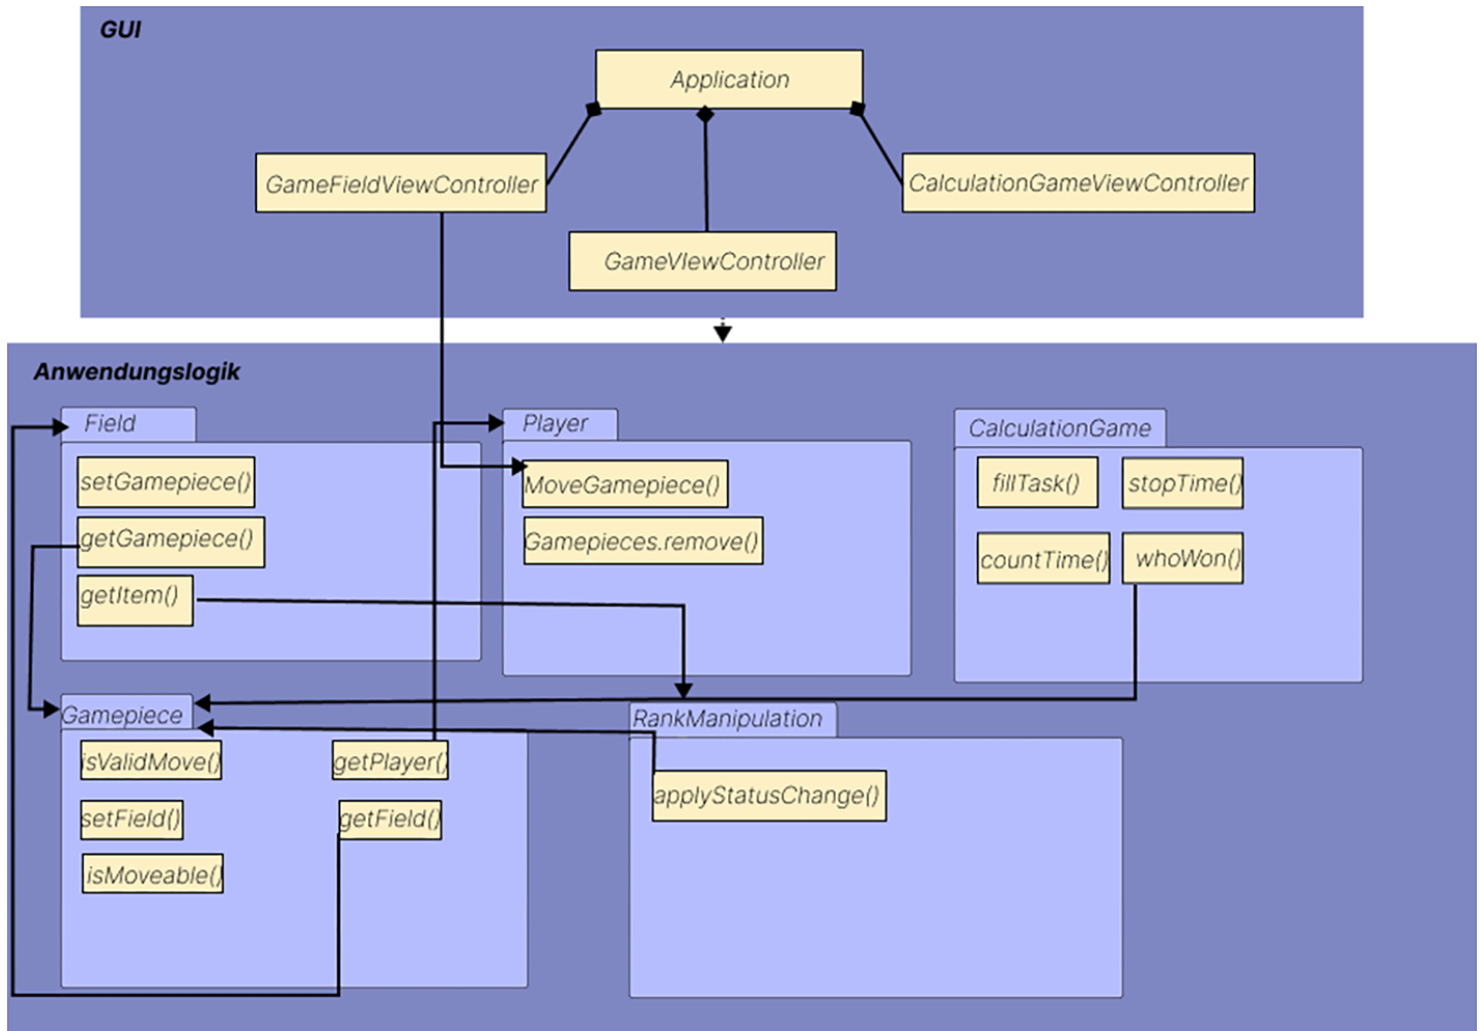 GUI
Application
GameFieldViewController
CalculationGameViewController
GameVIewController
Anwendungslogik
Field
setGamepiece()
getGamepiece()
getItem()
Player
MoveGamepiece()
Gamepieces.remove()
CalculationGame
fillTask()
stopTime()
countTime()
whoWon()
Gamepiece
isValidMove()
getPlayer()
setField()
getField()
isMoveable()
RankManipulation
applyStatusChange()